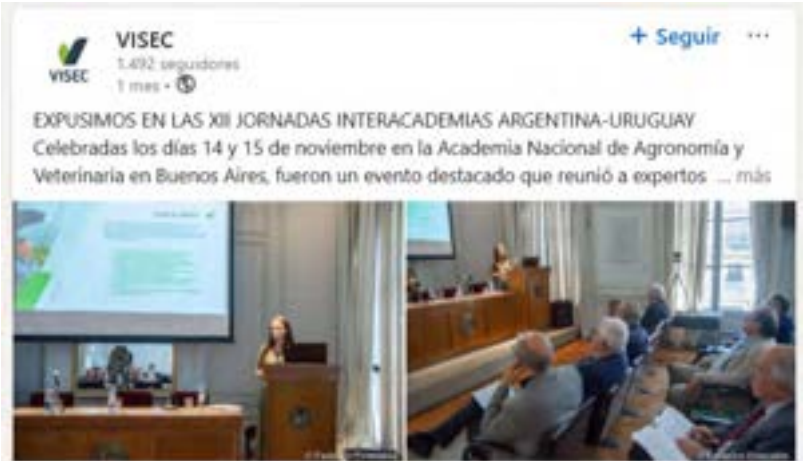 VISEC
+ Seguir ...
VISEC
1.492 seguidores
1 mes •
EXPUSIMOS EN LAS XII JORNADAS INTERACADEMIAS ARGENTINA-URUGUAY
Celebradas los días 14 y 15 de noviembre en la Academia Nacional de Agronomía y
Veterinaria en Buenos Aires, fueron un evento destacado que reunió a expertos ... más